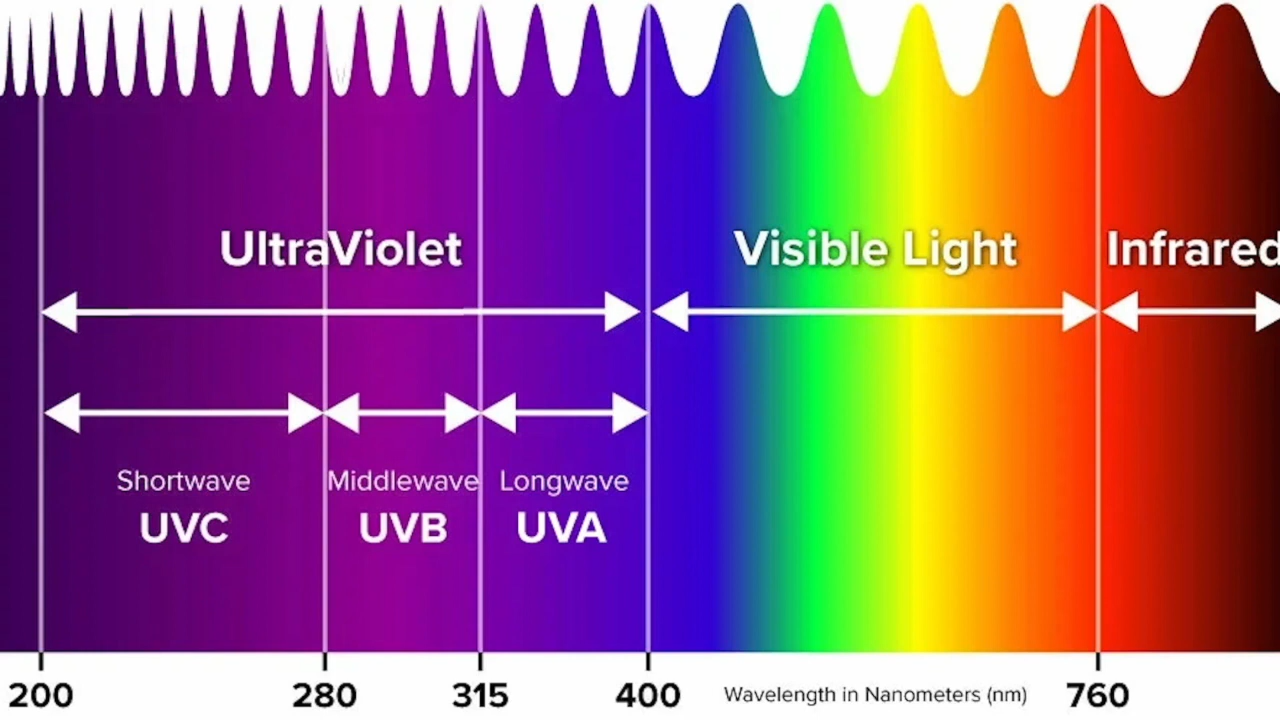 UltraViolet
Visible Light
Infrared
Shortwave
UVC
Middlewave
UVB
Longwave
UVA
200
280
315
400
Wavelength in Nanometers (nm)
760